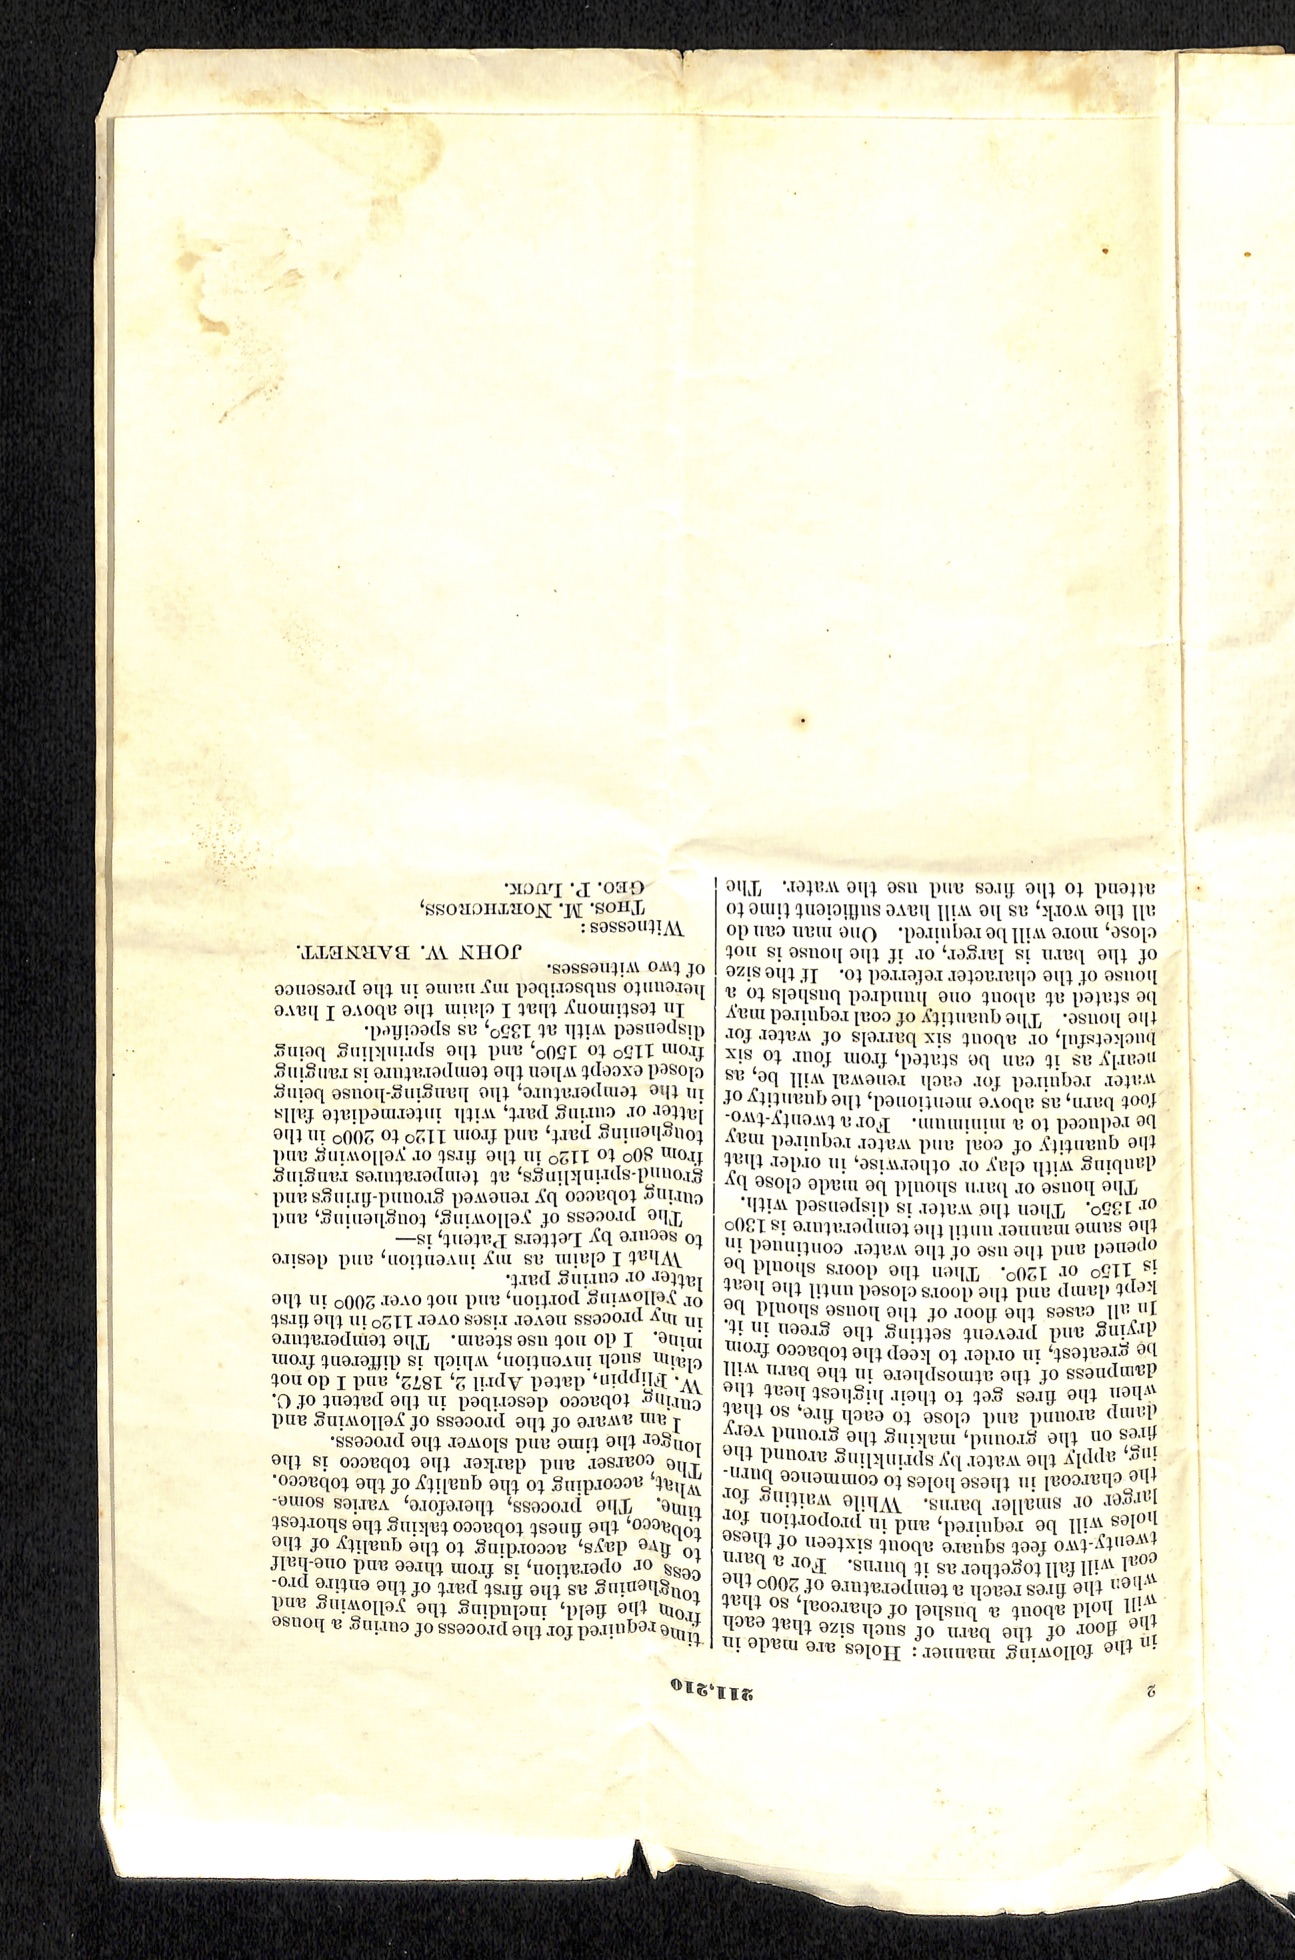 2
211,210
in the following manner: Holes are made in
the floor of the barn of such size that each
will hold about a bushel of charcoal, so that
when the fires reach a temperature of 200° the
coal will fall together as it burns. For a barn
twenty-two feet square about sixteen of these
holes will be required, and in proportion for
larger or smaller barns. While waiting for
the charcoal in these holes to commence burn-
ing, apply the water by sprinkling around the
fires on the ground, making the ground very
damp around and close to each fire, so that
when the fires get to their highest heat the
dampness of the atmosphere in the barn will
be greatest, in order to keep the tobacco from
drying and prevent setting the green in it.
In all cases the floor of the house should be
kept damp and the doors closed until the heat
is 115° or 120°. Then the doors should be
opened and the use of the water continued in
the same manner until the temperature is 130°
or 135°. Then the water is dispensed with.
The house or barn should be made close by
daubing with clay or otherwise, in order that
the quantity of coal and water required may
be reduced to a minimum. For a twenty-two-
foot barn, as above mentioned, the quantity of
water required for each renewal will be, as
nearly as it can be stated, from four to six
bucketsful, or about six barrels of water for
the house. The quantity of coal required may
be stated at about one hundred bushels to a
house of the character referred to. If the size
of the barn is larger, or if the house is not
close, more will be required. One man can do
all the work, as he will have sufficient time to
attend to the fires and use the water. The
time required for the process of curing a house
from the field, including the yellowing and
toughening as the first part of the entire pro-
cess or operation, is from three and one-half
to five days, according to the quality of the
tobacco, the finest tobacco taking the shortest
time. The process, therefore, varies some-
what, according to the quality of the tobacco.
The coarser and darker the tobacco is the
longer the time and slower the process.
I am aware of the process of yellowing and
curing tobacco described in the patent of C.
W. Flippin, dated April 2, 1872, and I do not
claim such invention, which is different from
mine. I do not use steam. The temperature
in my process never rises over 112° in the first
or yellowing portion, and not over 200° in the
latter or curing part.
What I claim as my invention, and desire
to secure by Letters Patent, is—
The process of yellowing, toughening, and
curing tobacco by renewed ground-firings and
ground-sprinklings, at temperatures ranging
from 80° to 112° in the first or yellowing and
toughening part, and from 112° to 200° in the
latter or curing part, with intermediate falls
in the temperature, the hanging-house being
closed except when the temperature is ranging
from 115° to 150°, and the sprinkling being
dispensed with at 135°, as specified.
In testimony that I claim the above I have
hereunto subscribed my name in the presence
of two witnesses.
JOHN W. BARNETT.
Witnesses:
THOS. M. NORTHCROSS,
GEO. P. LUCK.